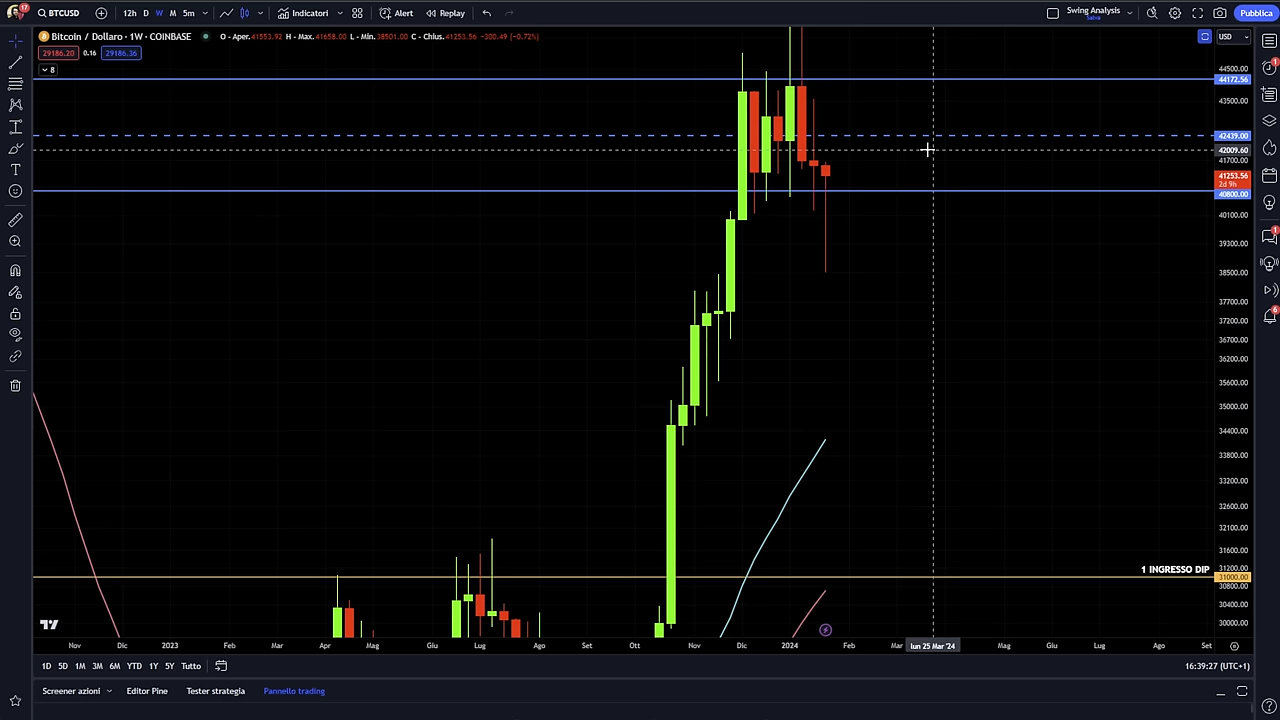 17
BTCUSD
12h D W M 5m
Indicatori
Alert
Replay
Swing Analysis
Salva
Pubblica
Bitcoin / Dollaro · 1W · COINBASE
O - Aper.41553.92 H - Max.41658.00 L - Min.38501.00 C - Chius.41253.56 −300.49 (−0.72%)
USD
29186.20 0.16 29186.36
8
44500.00
44172.56
43500.00
42439.00
42009.60
41700.00
41253.56
2d 9h
40800.00
40100.00
39300.00
38500.00
37700.00
37200.00
36700.00
36200.00
35600.00
35000.00
34400.00
33800.00
33200.00
32600.00
32100.00
31600.00
31200.00
1 INGRESSO DIP
31000.00
30800.00
30400.00
30000.00
1
1
6
Nov Dic 2023 Feb Mar Apr Mag Giu Lug Ago Set Ott Nov Dic 2024 Feb Mar lun 25 Mar '24 Mag Giu Lug Ago Set
1D 5D 1M 3M 6M YTD 1Y 5Y Tutto
16:39:27 (UTC+1)
Screener azioni
Editor Pine
Tester strategia
Pannello trading